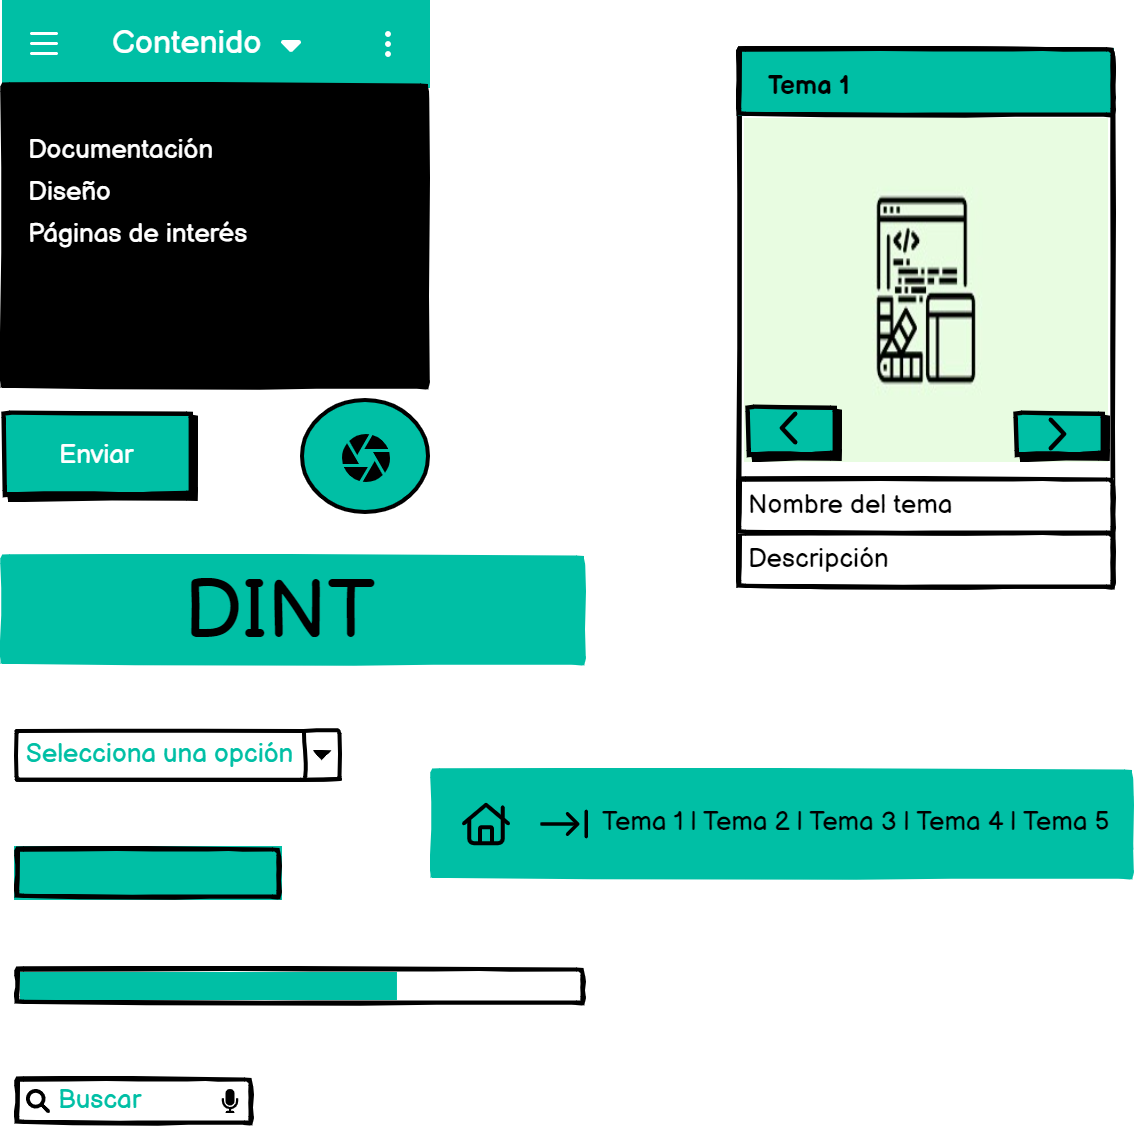 Contenido
Documentación
Diseño
Páginas de interés
Enviar
DINT
Selecciona una opción
Buscar
Tema 1
</>
Nombre del tema
Descripción
Tema 1 | Tema 2 | Tema 3 | Tema 4 | Tema 5